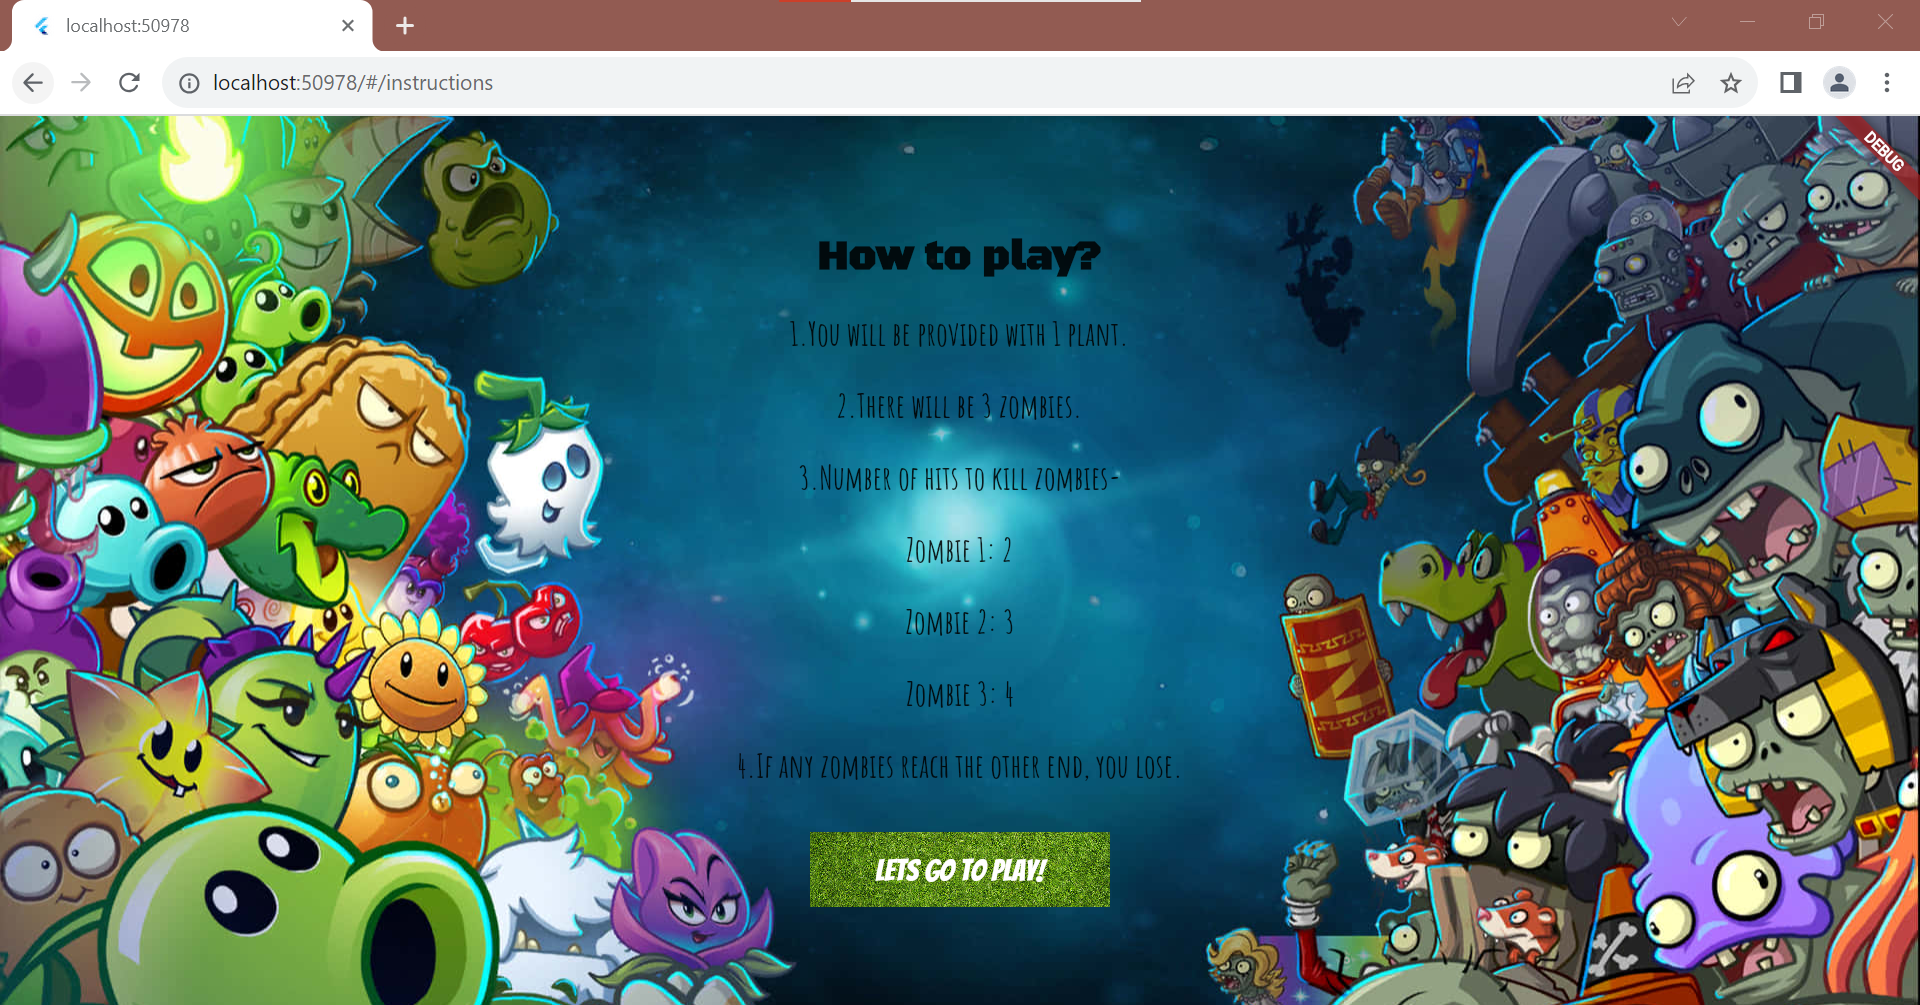 localhost:50978
localhost:50978/#/instructions
DEBUG
How to play?
1.You will be provided with 1 plant.
2.There will be 3 zombies.
3.Number of hits to kill zombies-
Zombie 1: 2
Zombie 2: 3
Zombie 3: 4
4.If any zombies reach the other end, you lose.
LETS GO TO PLAY!